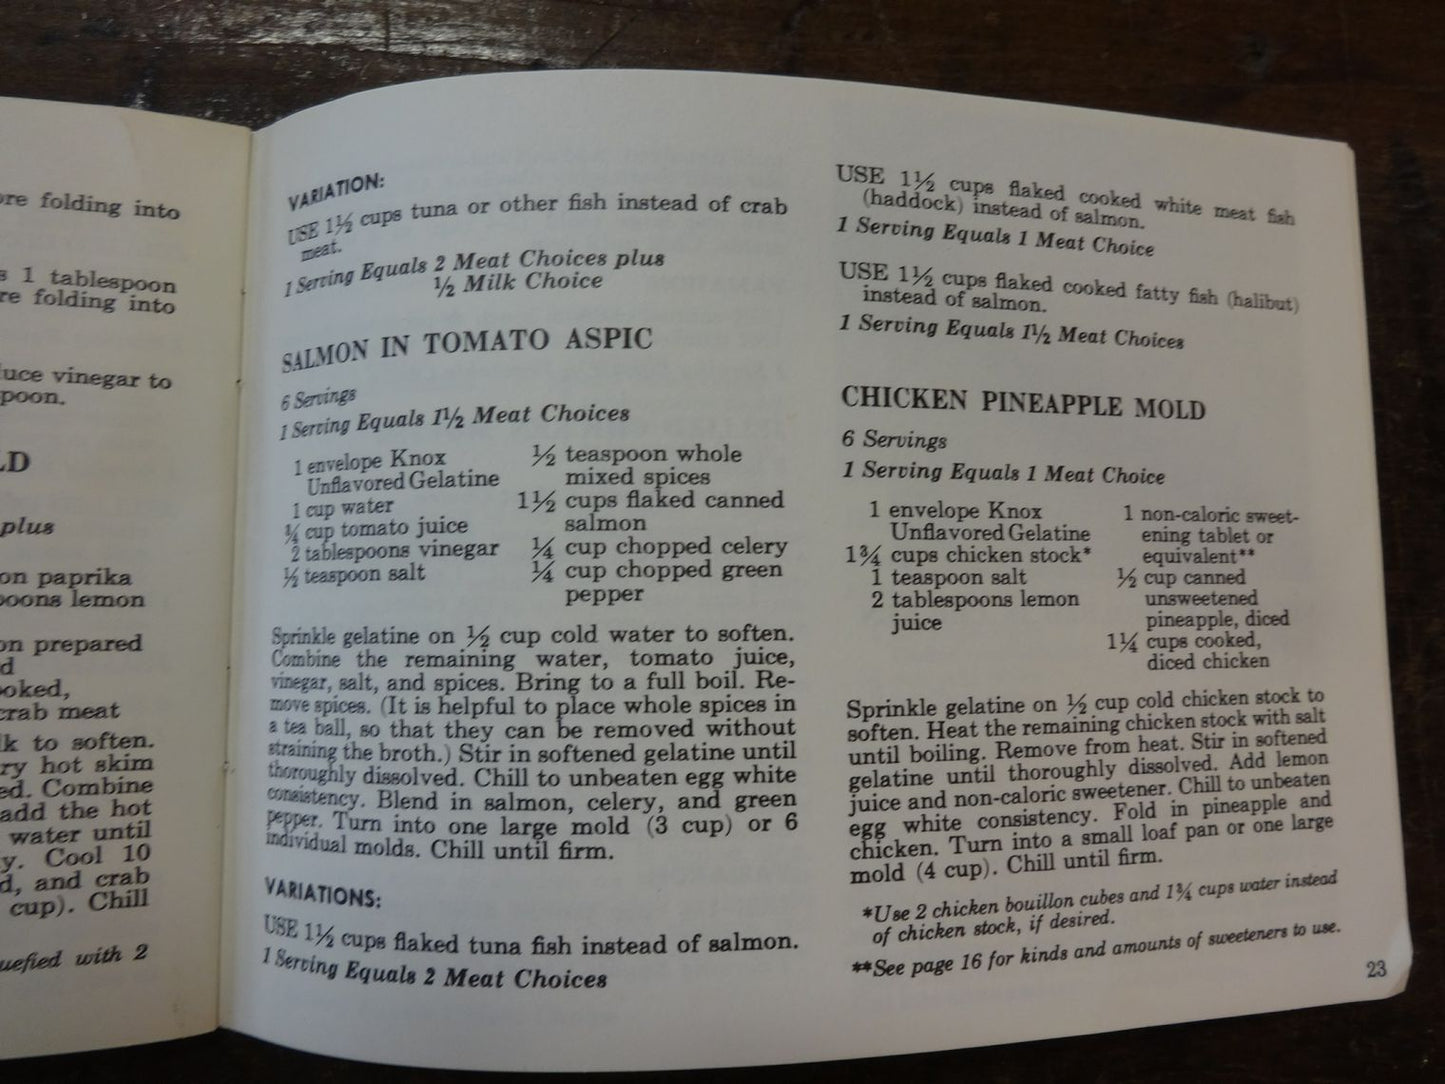 ore folding into
s 1 tablespoon
re folding into
uce vinegar to
poon.
LD
plus
on paprika
poons lemon
on prepared
d
ooked,
crab meat
lk to soften.
ry hot skim
ed. Combine
add the hot
water until
y. Cool 10
d, and crab
cup). Chill
uefied with 2
VARIATION:
USE 1½ cups tuna or other fish instead of crab
meat.
1 Serving Equals 2 Meat Choices plus
½ Milk Choice
SALMON IN TOMATO ASPIC
6 Servings
1 Serving Equals 1½ Meat Choices
1 envelope Knox
Unflavored Gelatine
1 cup water
¼ cup tomato juice
2 tablespoons vinegar
½ teaspoon salt
½ teaspoon whole
mixed spices
1½ cups flaked canned
salmon
¼ cup chopped celery
¼ cup chopped green
pepper
Sprinkle gelatine on ½ cup cold water to soften.
Combine the remaining water, tomato juice,
vinegar, salt, and spices. Bring to a full boil. Re-
move spices. (It is helpful to place whole spices in
a tea ball, so that they can be removed without
straining the broth.) Stir in softened gelatine until
thoroughly dissolved. Chill to unbeaten egg white
consistency. Blend in salmon, celery, and green
pepper. Turn into one large mold (3 cup) or 6
individual molds. Chill until firm.
VARIATIONS:
USE 1½ cups flaked tuna fish instead of salmon.
1 Serving Equals 2 Meat Choices
USE 1½ cups flaked cooked white meat fish
(haddock) instead of salmon.
1 Serving Equals 1 Meat Choice
USE 1½ cups flaked cooked fatty fish (halibut)
instead of salmon.
1 Serving Equals 1½ Meat Choices
CHICKEN PINEAPPLE MOLD
6 Servings
1 Serving Equals 1 Meat Choice
1 envelope Knox
Unflavored Gelatine
1¾ cups chicken stock*
1 teaspoon salt
2 tablespoons lemon
juice
1 non-caloric sweet-
ening tablet or
equivalent**
½ cup canned
unsweetened
pineapple, diced
1¼ cups cooked,
diced chicken
Sprinkle gelatine on ½ cup cold chicken stock to
soften. Heat the remaining chicken stock with salt
until boiling. Remove from heat. Stir in softened
gelatine until thoroughly dissolved. Add lemon
juice and non-caloric sweetener. Chill to unbeaten
egg white consistency. Fold in pineapple and
chicken. Turn into a small loaf pan or one large
mold (4 cup). Chill until firm.
*Use 2 chicken bouillon cubes and 1¾ cups water instead
of chicken stock, if desired.
**See page 16 for kinds and amounts of sweeteners to use.
23